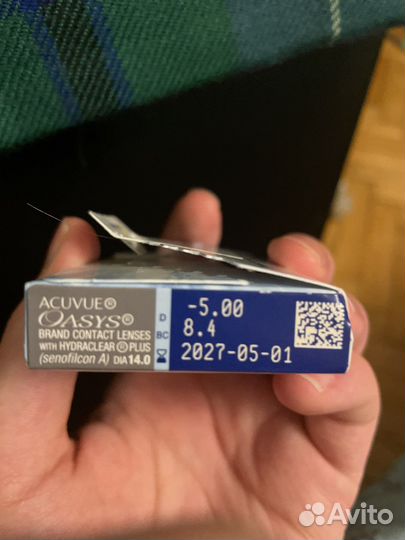 ACUVUE®
OASYS®
BRAND CONTACT LENSES
WITH HYDRACLEAR® PLUS
(senofilcon A) DIA 14.0
D -5.00
BC 8.4
2027-05-01
Avito